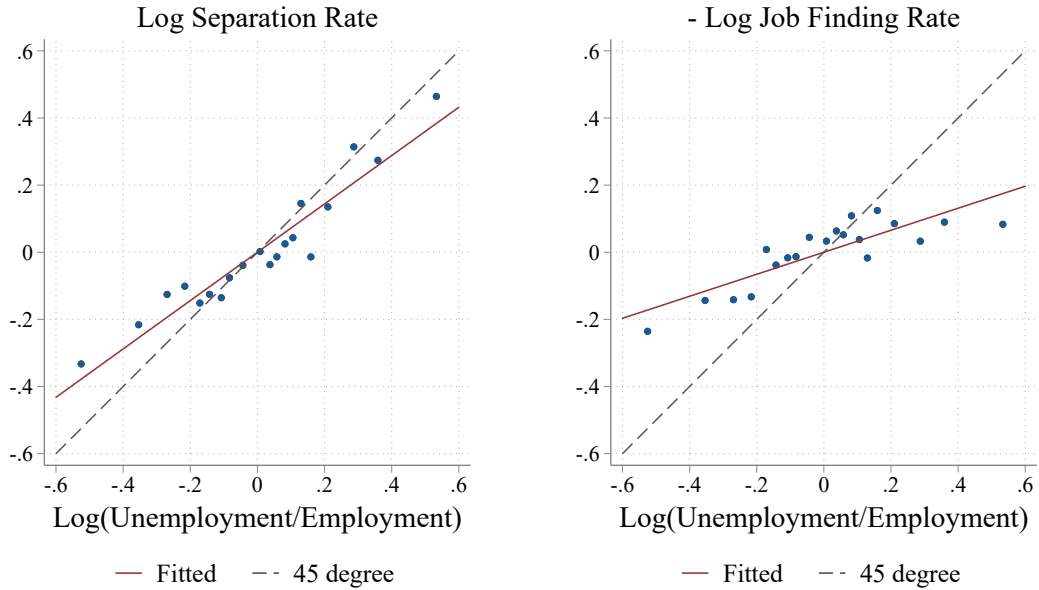 Log Separation Rate
.6
.4
.2
0
-.2
-.4
-.6
-.6 -.4 -.2 0 .2 .4 .6
Log(Unemployment/Employment)
Fitted 45 degree
- Log Job Finding Rate
.6
.4
.2
0
-.2
-.4
-.6
-.6 -.4 -.2 0 .2 .4 .6
Log(Unemployment/Employment)
Fitted 45 degree